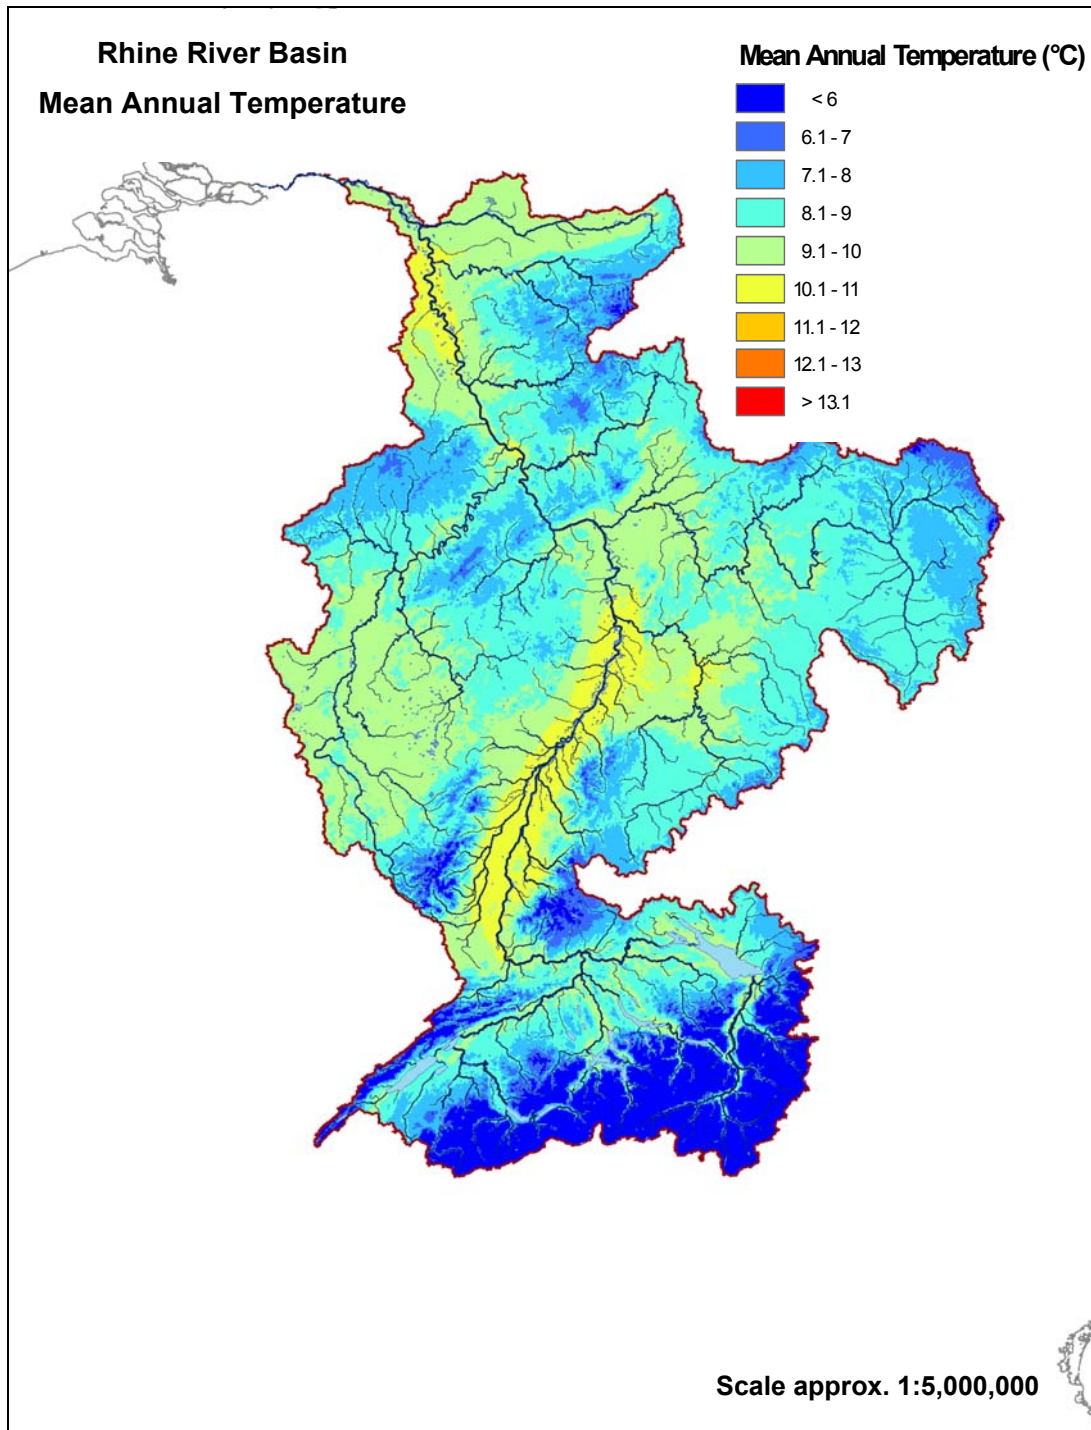 Rhine River Basin
Mean Annual Temperature
Mean Annual Temperature (°C)
< 6
6.1 - 7
7.1 - 8
8.1 - 9
9.1 - 10
10.1 - 11
11.1 - 12
12.1 - 13
> 13.1
Scale approx. 1:5,000,000